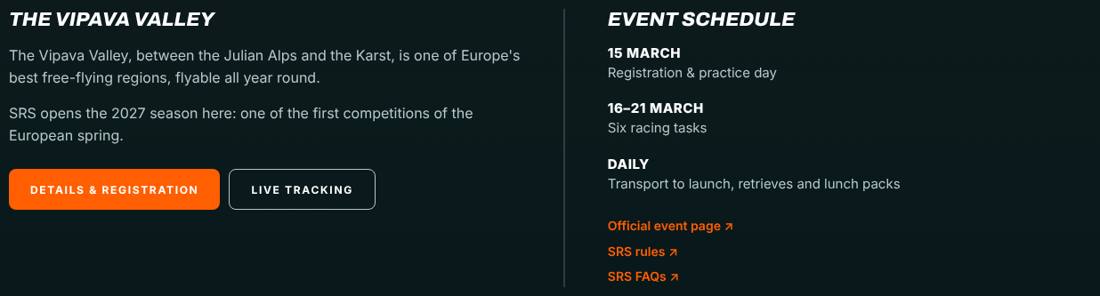 THE VIPAVA VALLEY
The Vipava Valley, between the Julian Alps and the Karst, is one of Europe's
best free-flying regions, flyable all year round.
SRS opens the 2027 season here: one of the first competitions of the
European spring.
DETAILS & REGISTRATION
LIVE TRACKING
EVENT SCHEDULE
15 MARCH
Registration & practice day
16–21 MARCH
Six racing tasks
DAILY
Transport to launch, retrieves and lunch packs
Official event page ↗
SRS rules ↗
SRS FAQs ↗